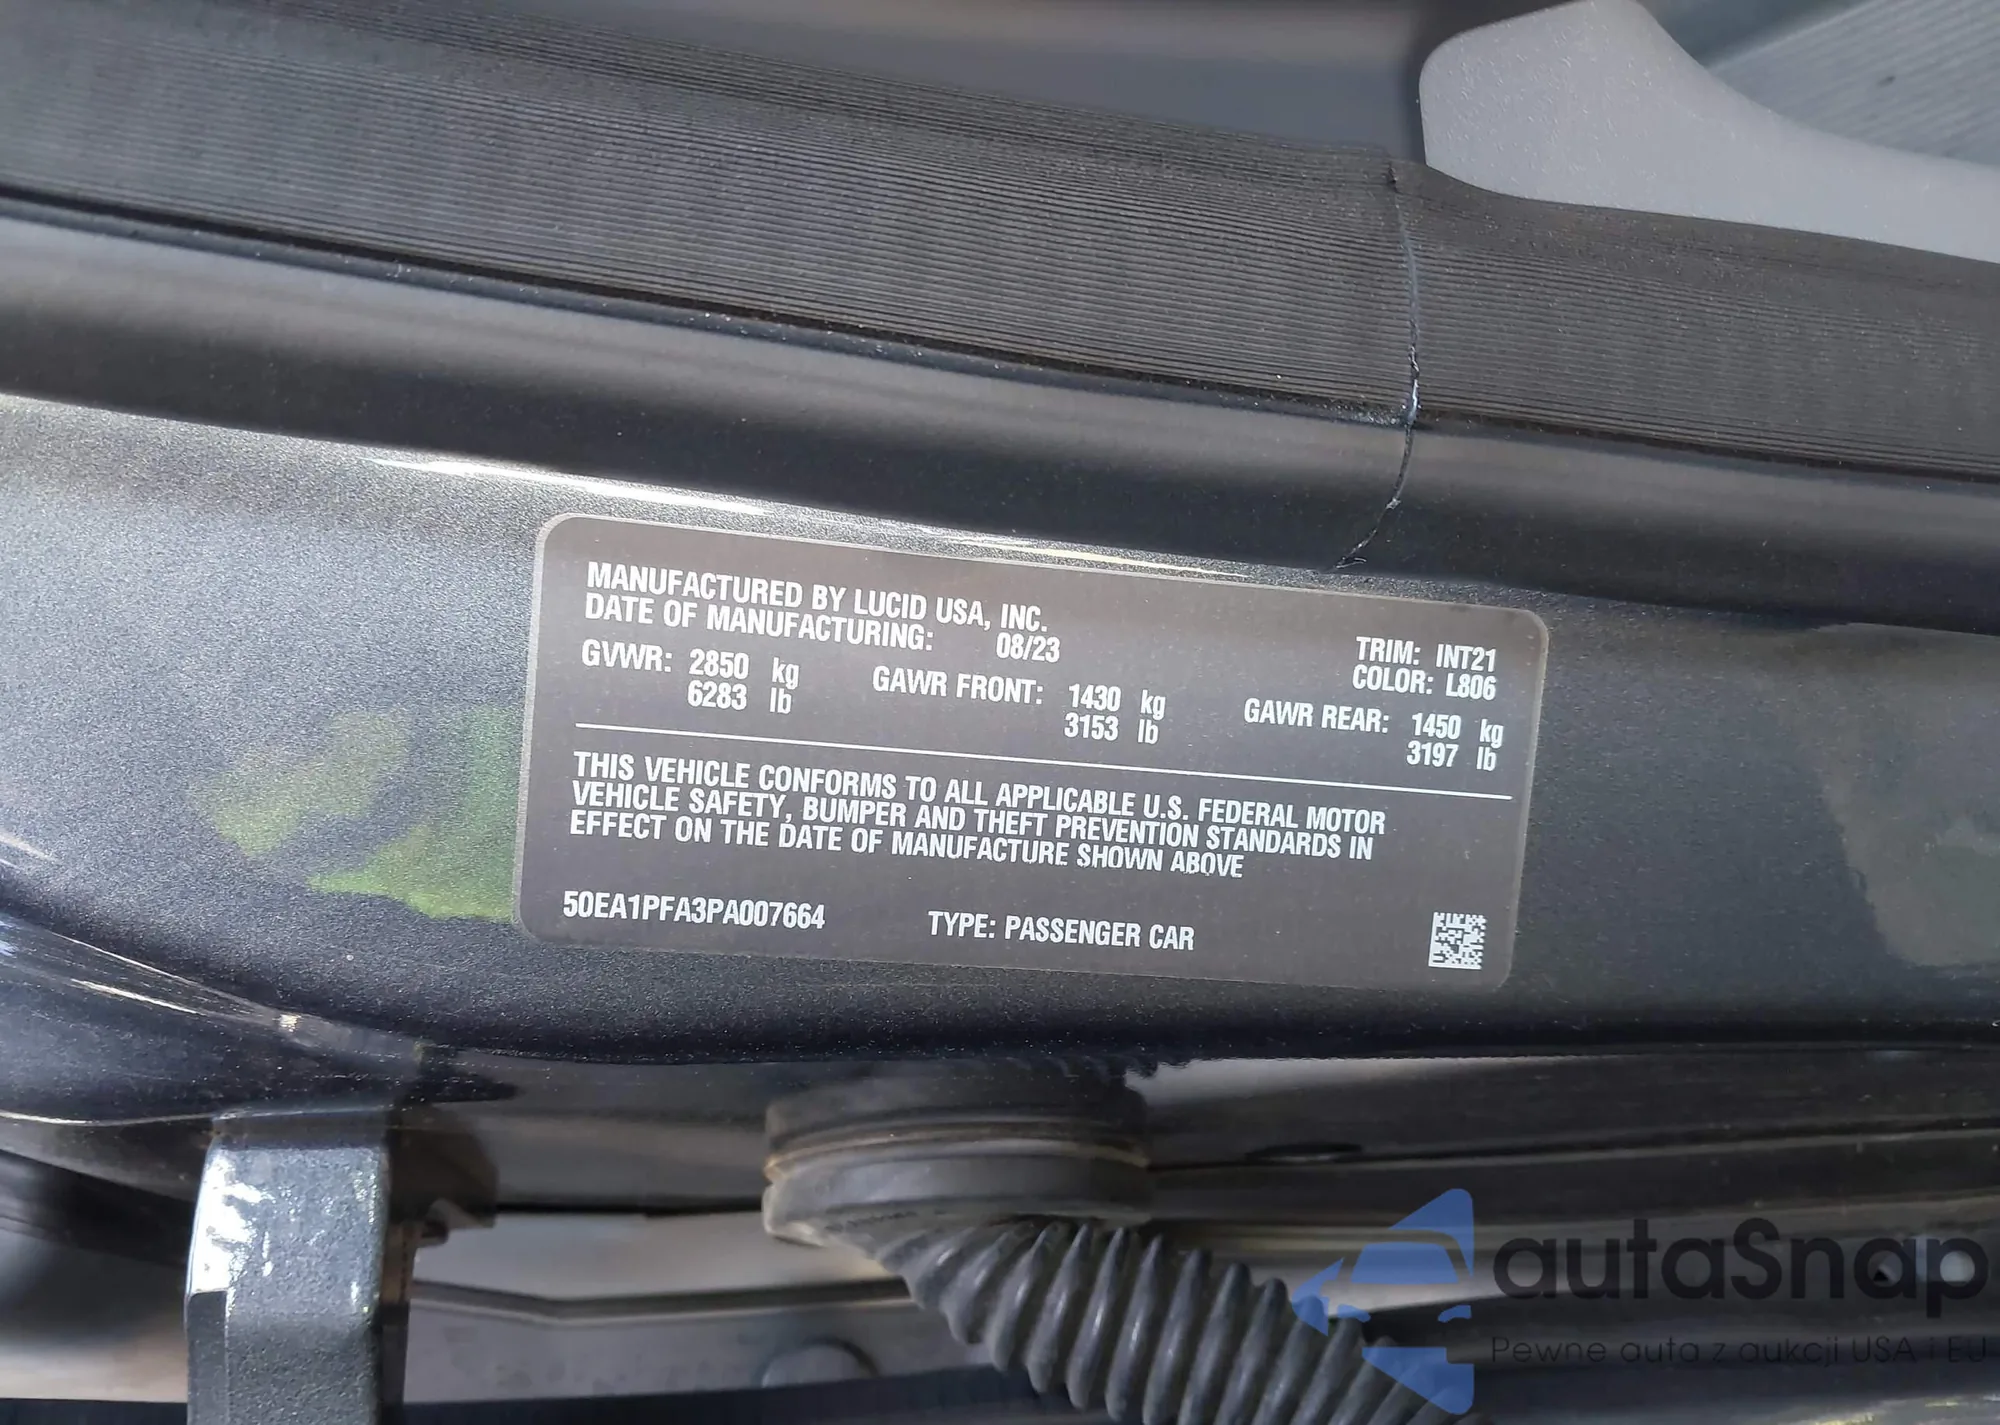 MANUFACTURED BY LUCID USA, INC.
DATE OF MANUFACTURING: 08/23
TRIM: INT21
COLOR: L806
GVWR: 2850 kg
6283 lb
GAWR FRONT: 1430 kg
3153 lb
GAWR REAR: 1450 kg
3197 lb
THIS VEHICLE CONFORMS TO ALL APPLICABLE U.S. FEDERAL MOTOR
VEHICLE SAFETY, BUMPER AND THEFT PREVENTION STANDARDS IN
EFFECT ON THE DATE OF MANUFACTURE SHOWN ABOVE
50EA1PFA3PA007664
TYPE: PASSENGER CAR
autaSnap
Pewne auta z aukcji USA i EU